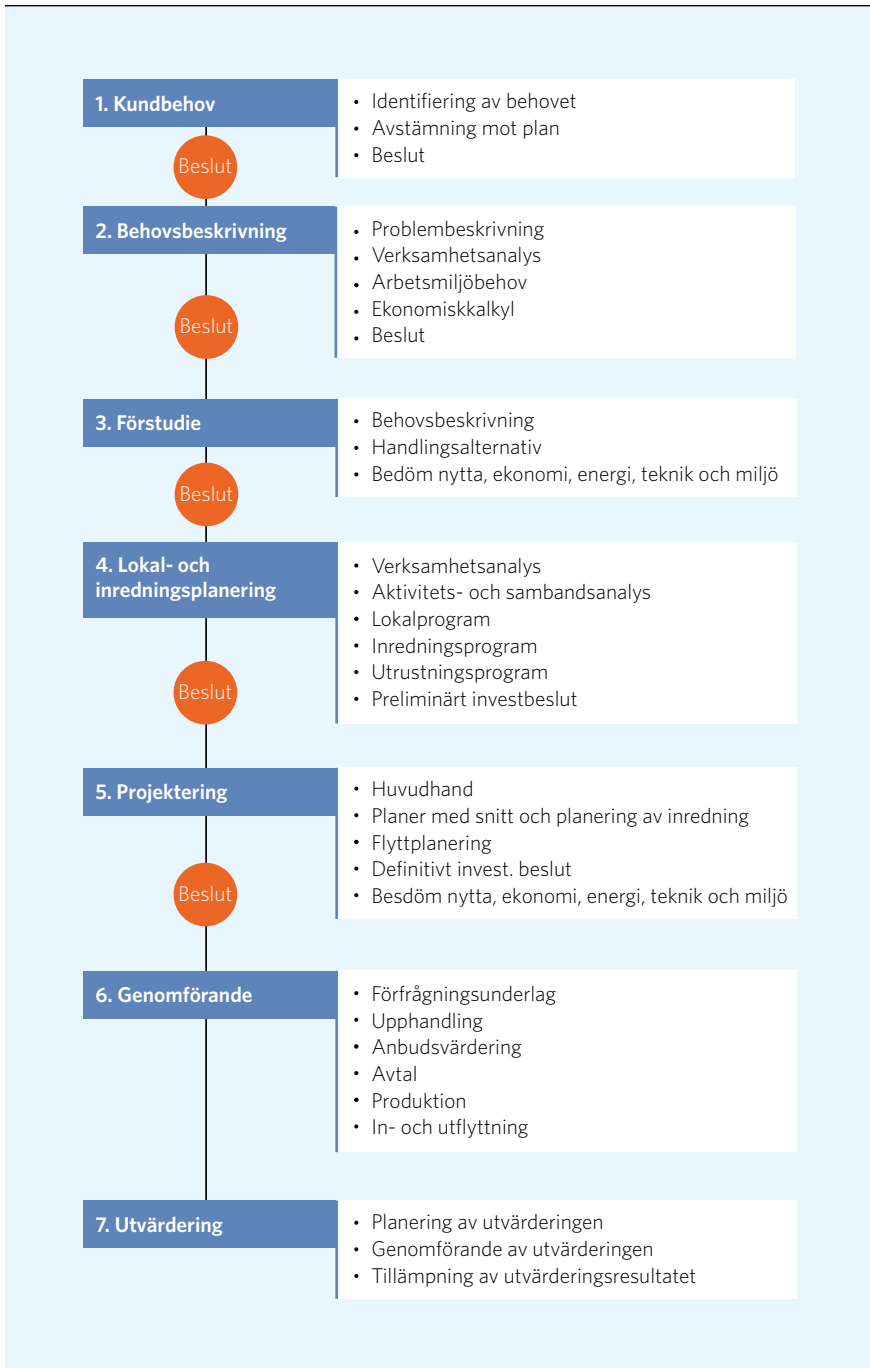 1. Kundbehov
• Identifiering av behovet
• Avstämning mot plan
• Beslut
Beslut
2. Behovsbeskrivning
• Problembeskrivning
• Verksamhetsanalys
• Arbetsmiljöbehov
• Ekonomiskkalkyl
• Beslut
Beslut
3. Förstudie
• Behovsbeskrivning
• Handlingsalternativ
• Bedöm nytta, ekonomi, energi, teknik och miljö
Beslut
4. Lokal- och
inredningsplanering
• Verksamhetsanalys
• Aktivitets- och sambandsanalys
• Lokalprogram
• Inredningsprogram
• Utrustningsprogram
• Preliminärt investbeslut
Beslut
5. Projektering
• Huvudhand
• Planer med snitt och planering av inredning
• Flyttplanering
• Definitivt invest. beslut
• Besdöm nytta, ekonomi, energi, teknik och miljö
Beslut
6. Genomförande
• Förfrågningsunderlag
• Upphandling
• Anbudsvärdering
• Avtal
• Produktion
• In- och utflyttning
7. Utvärdering
• Planering av utvärderingen
• Genomförande av utvärderingen
• Tillämpning av utvärderingsresultatet